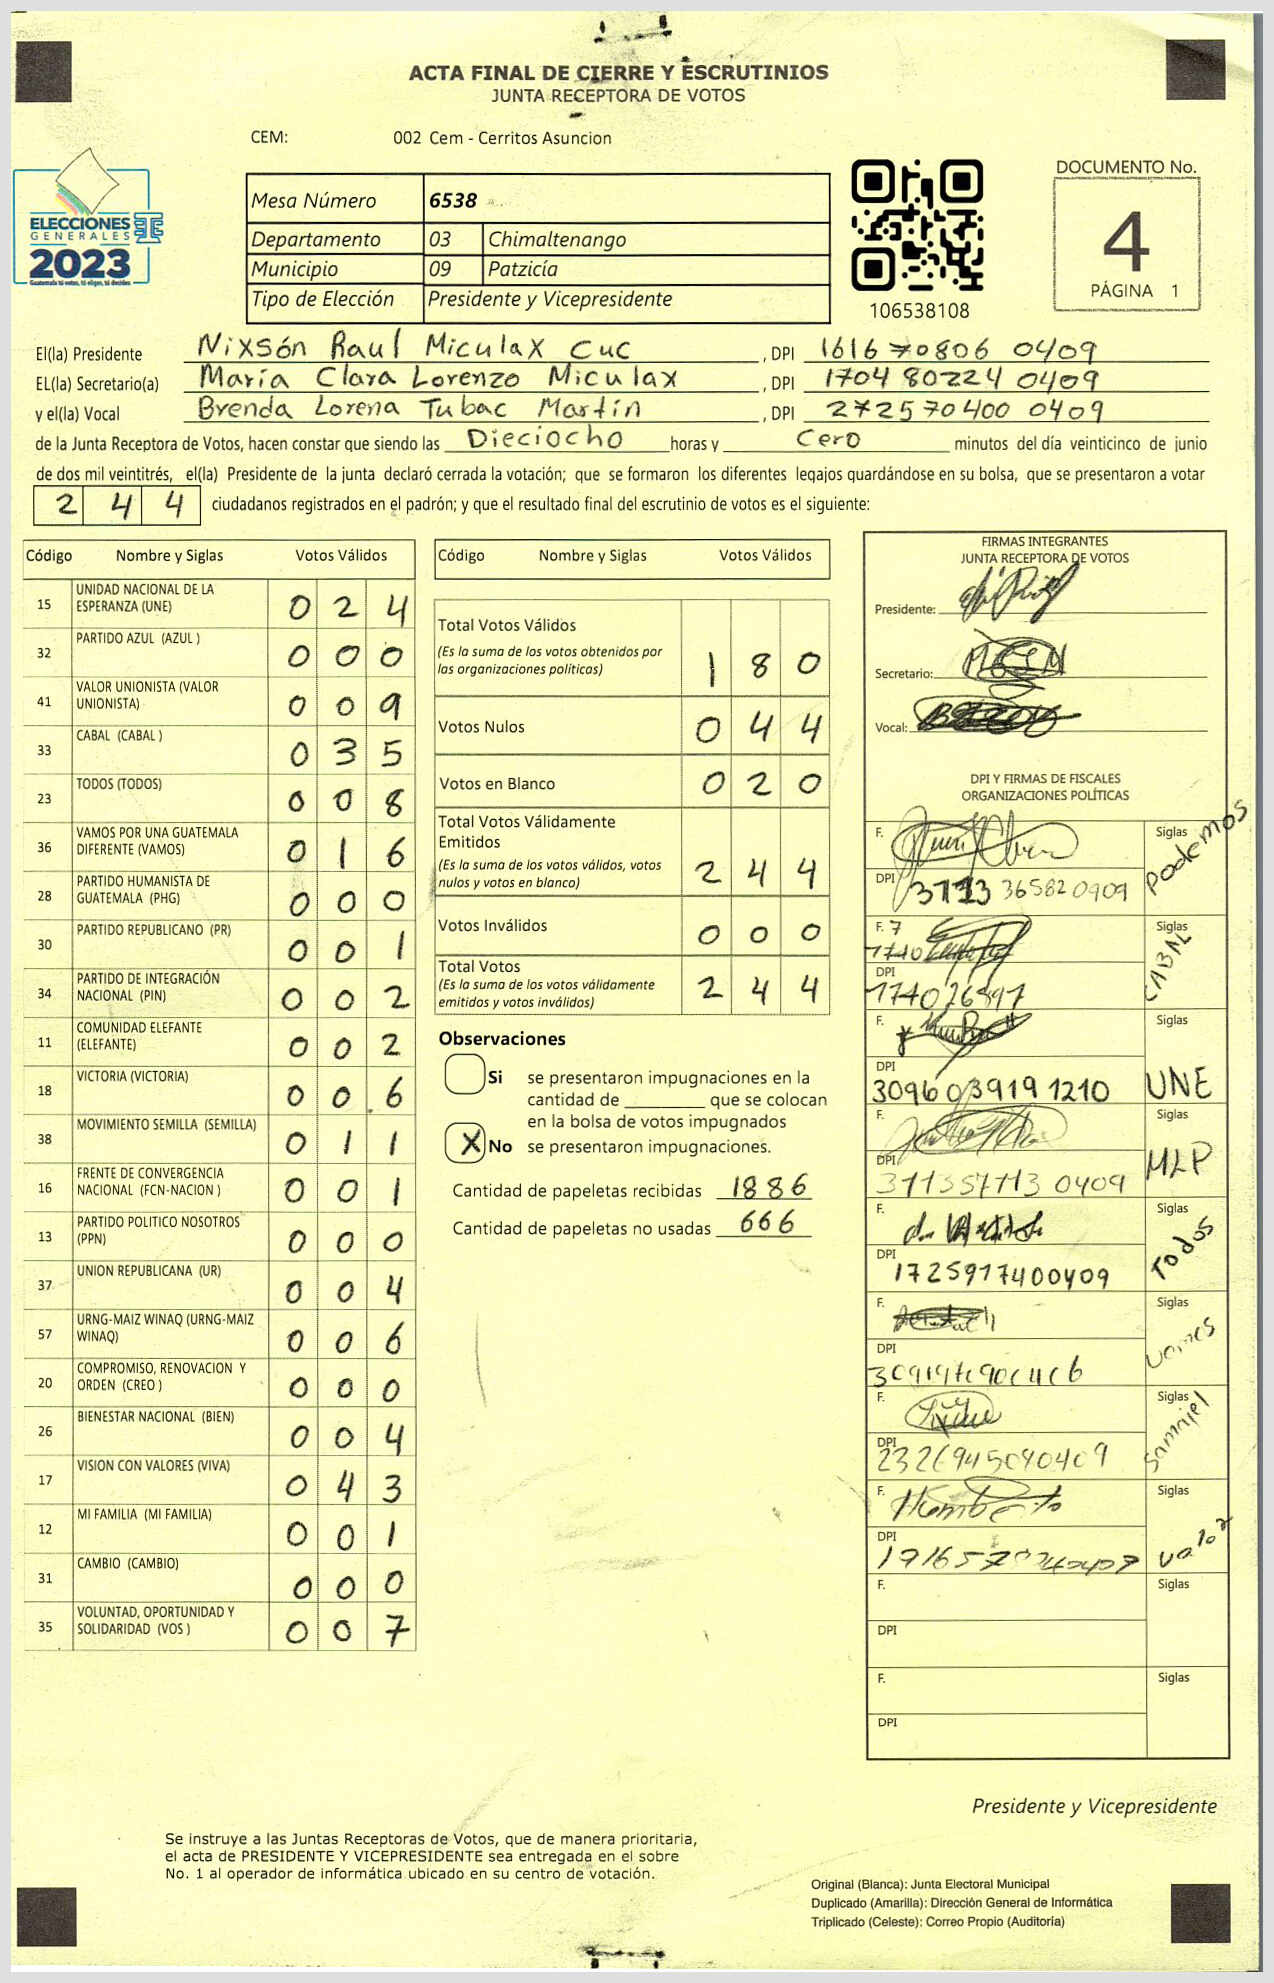 ACTA FINAL DE CIERRE Y ESCRUTINIOS
JUNTA RECEPTORA DE VOTOS
CEM: 002 Cem - Cerritos Asuncion
ELECCIONES
GENERALES
2023
Guatemala tú votas, tú eliges, tú decides
Mesa Número 6538
Departamento 03 Chimaltenango
Municipio 09 Patzicía
Tipo de Elección Presidente y Vicepresidente
106538108
DOCUMENTO No.
4
PÁGINA 1
El(la) Presidente Nixsón Raul Miculax Cuc, DPI 1616 70806 0409
EL(la) Secretario(a) María Clara Lorenzo Miculax, DPI 1704 80224 0409
y el(la) Vocal Brenda Lorena Tubac Martín, DPI 272570400 0409
de la Junta Receptora de Votos, hacen constar que siendo las Dieciocho horas y Cero minutos del día veinticinco de junio
de dos mil veintitrés, el(la) Presidente de la junta declaró cerrada la votación; que se formaron los diferentes legajos quardándose en su bolsa, que se presentaron a votar
2 4 4 ciudadanos registrados en el padrón; y que el resultado final del escrutinio de votos es el siguiente:
Código Nombre y Siglas Votos Válidos
15 UNIDAD NACIONAL DE LA ESPERANZA (UNE) 0 2 4
32 PARTIDO AZUL (AZUL ) 0 0 0
41 VALOR UNIONISTA (VALOR UNIONISTA) 0 0 9
33 CABAL (CABAL ) 0 3 5
23 TODOS (TODOS) 0 0 8
36 VAMOS POR UNA GUATEMALA DIFERENTE (VAMOS) 0 1 6
28 PARTIDO HUMANISTA DE GUATEMALA (PHG) 0 0 0
30 PARTIDO REPUBLICANO (PR) 0 0 1
34 PARTIDO DE INTEGRACIÓN NACIONAL (PIN) 0 0 2
11 COMUNIDAD ELEFANTE (ELEFANTE) 0 0 2
18 VICTORIA (VICTORIA) 0 0 6
38 MOVIMIENTO SEMILLA (SEMILLA) 0 1 1
16 FRENTE DE CONVERGENCIA NACIONAL (FCN-NACION ) 0 0 1
13 PARTIDO POLITICO NOSOTROS (PPN) 0 0 0
37 UNION REPUBLICANA (UR) 0 0 4
57 URNG-MAIZ WINAQ (URNG-MAIZ WINAQ) 0 0 6
20 COMPROMISO, RENOVACION Y ORDEN (CREO ) 0 0 0
26 BIENESTAR NACIONAL (BIEN) 0 0 4
17 VISION CON VALORES (VIVA) 0 4 3
12 MI FAMILIA (MI FAMILIA) 0 0 1
31 CAMBIO (CAMBIO) 0 0 0
35 VOLUNTAD, OPORTUNIDAD Y SOLIDARIDAD (VOS ) 0 0 7
Código Nombre y Siglas Votos Válidos
Total Votos Válidos
(Es la suma de los votos obtenidos por las organizaciones políticas) 1 8 0
Votos Nulos 0 4 4
Votos en Blanco 0 2 0
Total Votos Válidamente Emitidos
(Es la suma de los votos válidos, votos nulos y votos en blanco) 2 4 4
Votos Inválidos 0 0 0
Total Votos
(Es la suma de los votos válidamente emitidos y votos inválidos) 2 4 4
Observaciones
Si se presentaron impugnaciones en la
cantidad de ________ que se colocan
en la bolsa de votos impugnados
X No se presentaron impugnaciones.
Cantidad de papeletas recibidas 1886
Cantidad de papeletas no usadas 666
FIRMAS INTEGRANTES
JUNTA RECEPTORA DE VOTOS
Presidente:
Secretario:
Vocal:
DPI Y FIRMAS DE FISCALES
ORGANIZACIONES POLÍTICAS
F. Siglas Podemos
DPI
F. Siglas CABAL
DPI
F. Siglas UNE
DPI 3096039191210
F. Siglas MLP
DPI
F. Siglas Todos
DPI 1725917400409
F. Siglas vamos
DPI
F. Siglas
DPI
F. Siglas valor
DPI
F. Siglas
DPI
F. Siglas
DPI
Presidente y Vicepresidente
Se instruye a las Juntas Receptoras de Votos, que de manera prioritaria,
el acta de PRESIDENTE Y VICEPRESIDENTE sea entregada en el sobre
No. 1 al operador de informática ubicado en su centro de votación.
Original (Blanca): Junta Electoral Municipal
Duplicado (Amarilla): Dirección General de Informática
Triplicado (Celeste): Correo Propio (Auditoría)